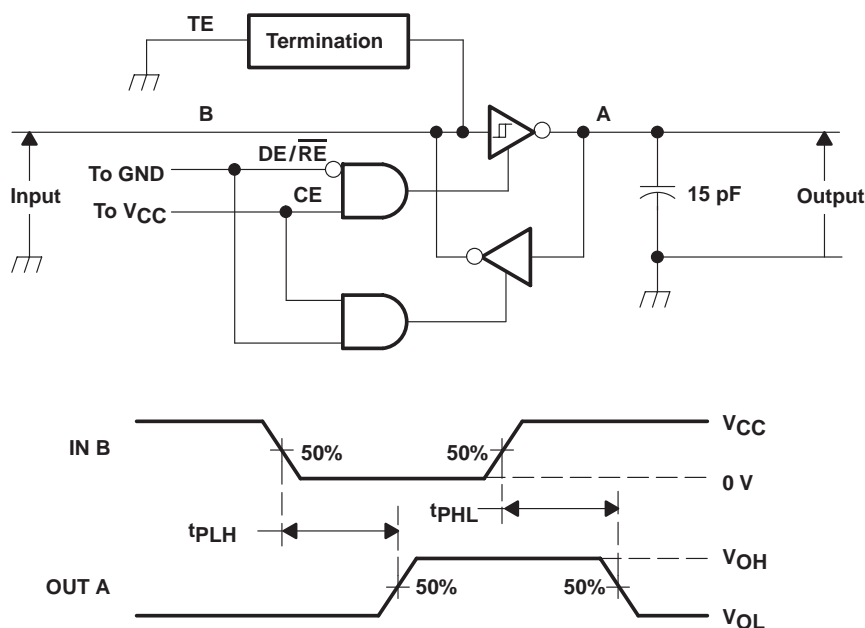 TE
Termination
B
A
DE/RE
To GND
CE
Input
To VCC
15 pF
Output
IN B
50%
50%
VCC
0 V
tPLH
tPHL
VOH
OUT A
50%
50%
VOL